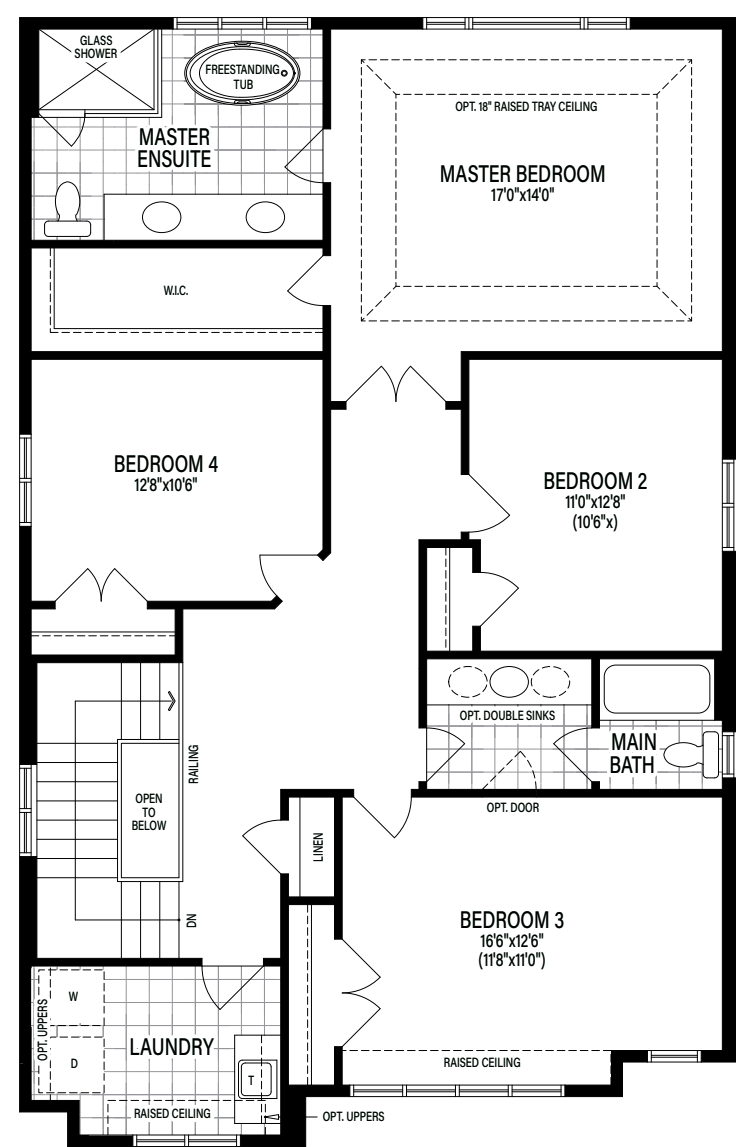 GLASS
SHOWER
FREESTANDING
TUB
MASTER
ENSUITE
OPT. 18" RAISED TRAY CEILING
MASTER BEDROOM
17'0"x14'0"
W.I.C.
BEDROOM 4
12'8"x10'6"
BEDROOM 2
11'0"x12'8"
(10'6"x)
OPT. DOUBLE SINKS
MAIN
BATH
RAILING
OPEN
TO
BELOW
OPT. DOOR
LINEN
DN
BEDROOM 3
16'6"x12'6"
(11'8"x11'0")
W
OPT. UPPERS
D
LAUNDRY
T
RAISED CEILING
RAISED CEILING
OPT. UPPERS